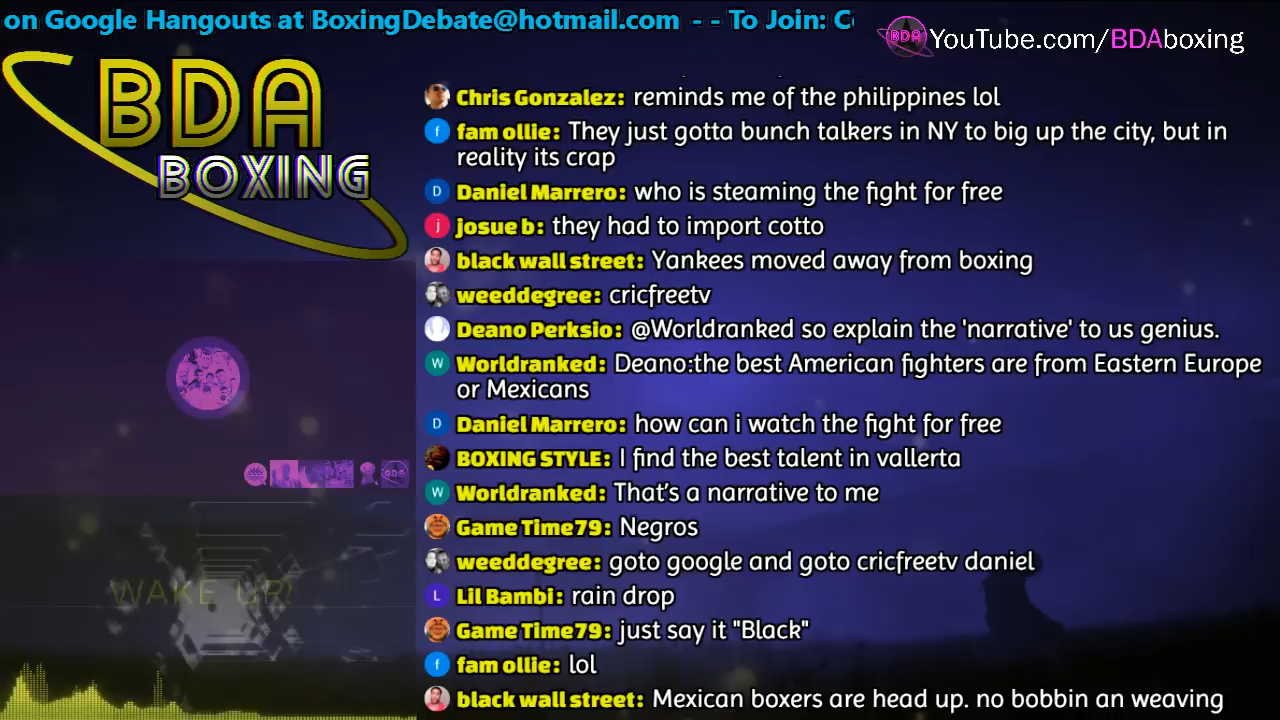 on Google Hangouts at BoxingDebate@hotmail.com - - To Join:
BDA
YouTube.com/BDAboxing
BDA
BOXING
Chris Gonzalez: reminds me of the philippines lol
fam ollie: They just gotta bunch talkers in NY to big up the city, but in
reality its crap
Daniel Marrero: who is steaming the fight for free
josue b: they had to import cotto
black wall street: Yankees moved away from boxing
weeddegree: cricfreetv
Deano Perksio: @Worldranked so explain the 'narrative' to us genius.
Worldranked: Deano:the best American fighters are from Eastern Europe
or Mexicans
Daniel Marrero: how can i watch the fight for free
BOXING STYLE: I find the best talent in vallerta
Worldranked: That's a narrative to me
Game Time79: Negros
weeddegree: goto google and goto cricfreetv daniel
Lil Bambi: rain drop
Game Time79: just say it "Black"
fam ollie: lol
black wall street: Mexican boxers are head up. no bobbin an weaving
BDA
WAKE UP!